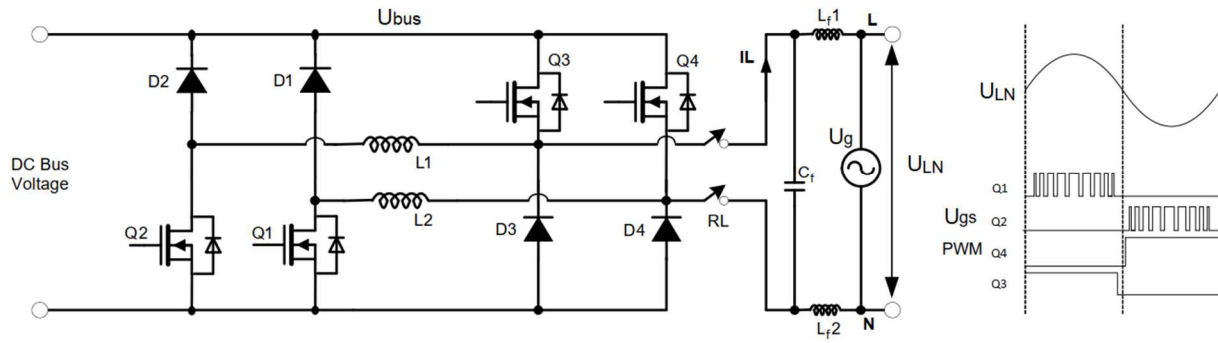 Ubus
Lf1
L
D2
D1
Q3
Q4
IL
ULN
DC Bus
Voltage
L1
Ug
ULN
Cf
Q1
L2
RL
Ugs
Q2
Q2
Q1
D3
D4
PWM
Q4
Q3
Lf2
N